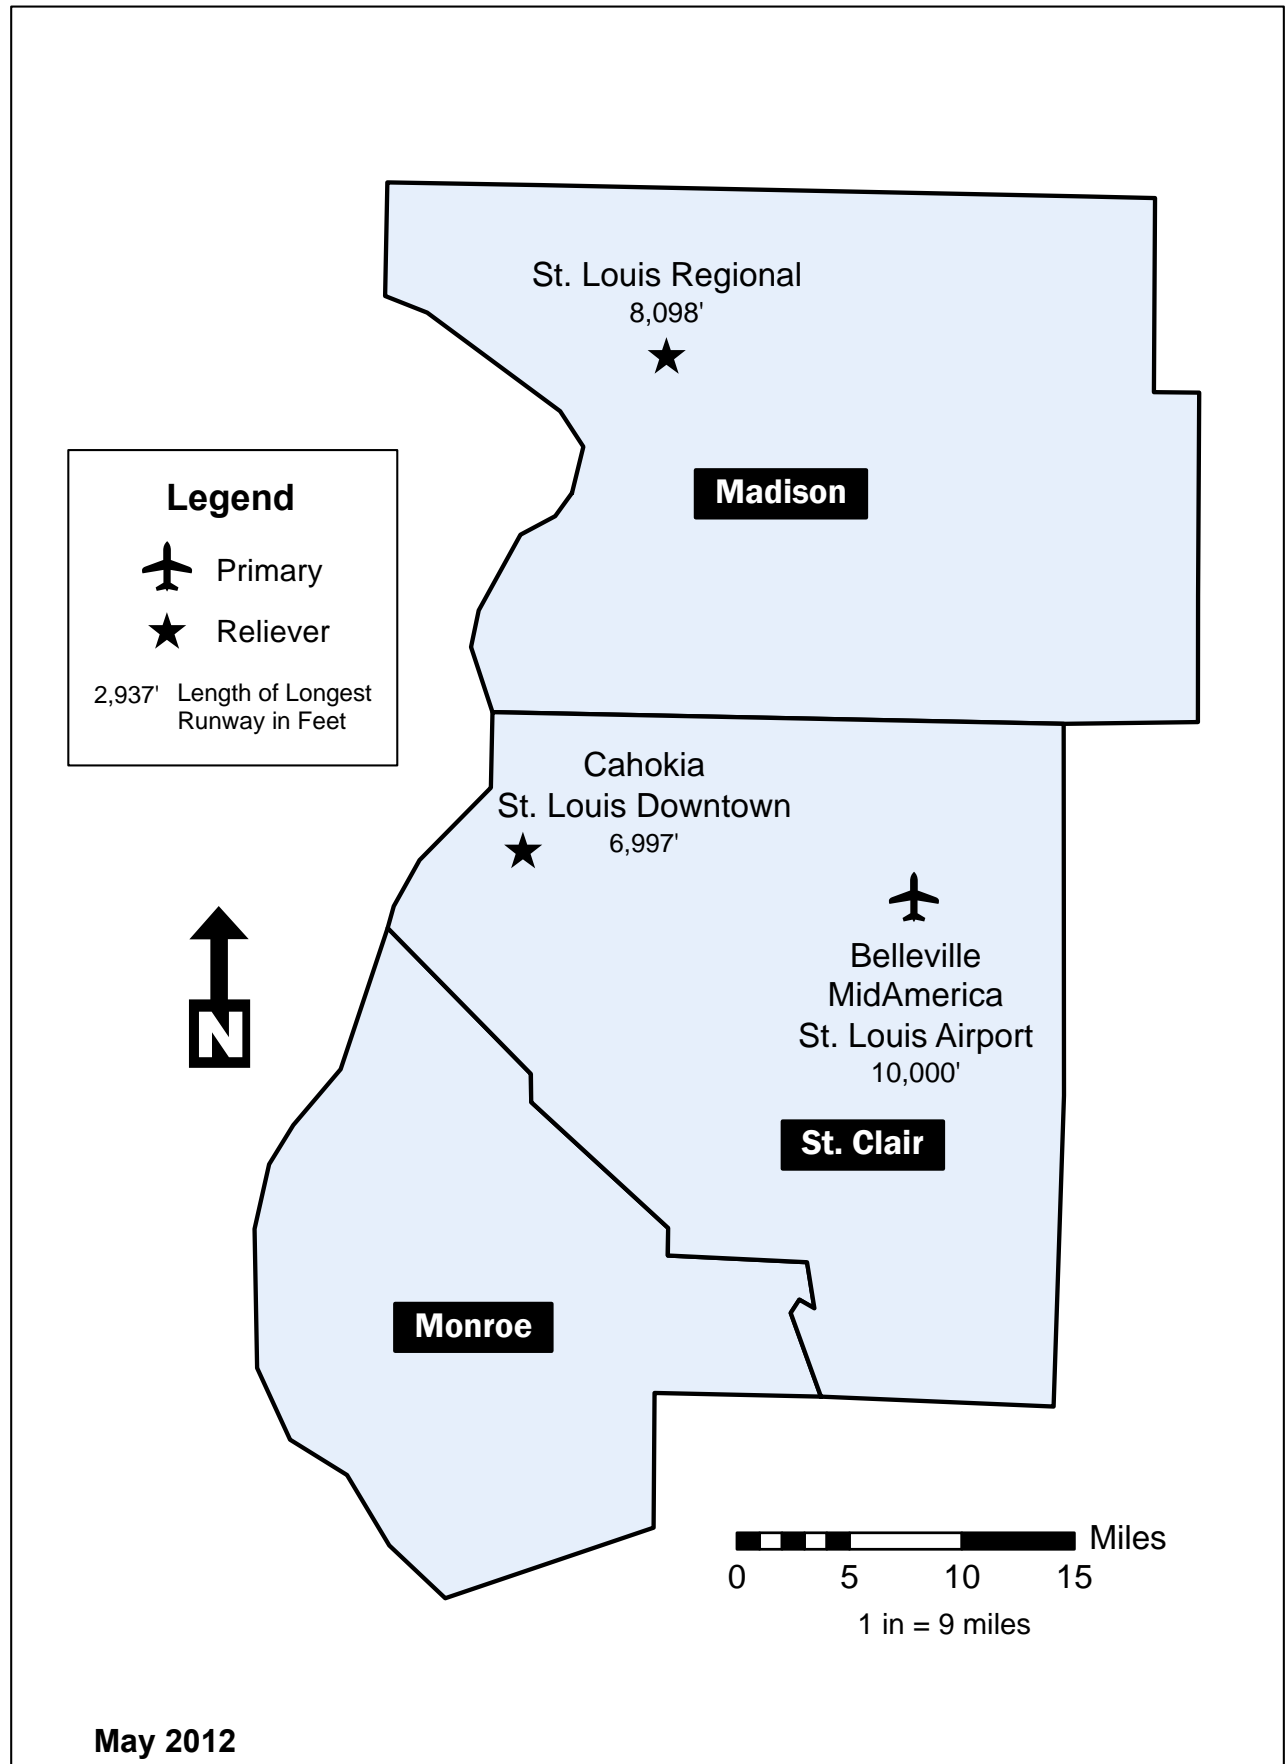 St. Louis Regional
8,098'
Madison
Legend
Primary
Reliever
2,937' Length of Longest
Runway in Feet
Cahokia
St. Louis Downtown
6,997'
N
Belleville
MidAmerica
St. Louis Airport
10,000'
St. Clair
Monroe
Miles
0 5 10 15
1 in = 9 miles
May 2012